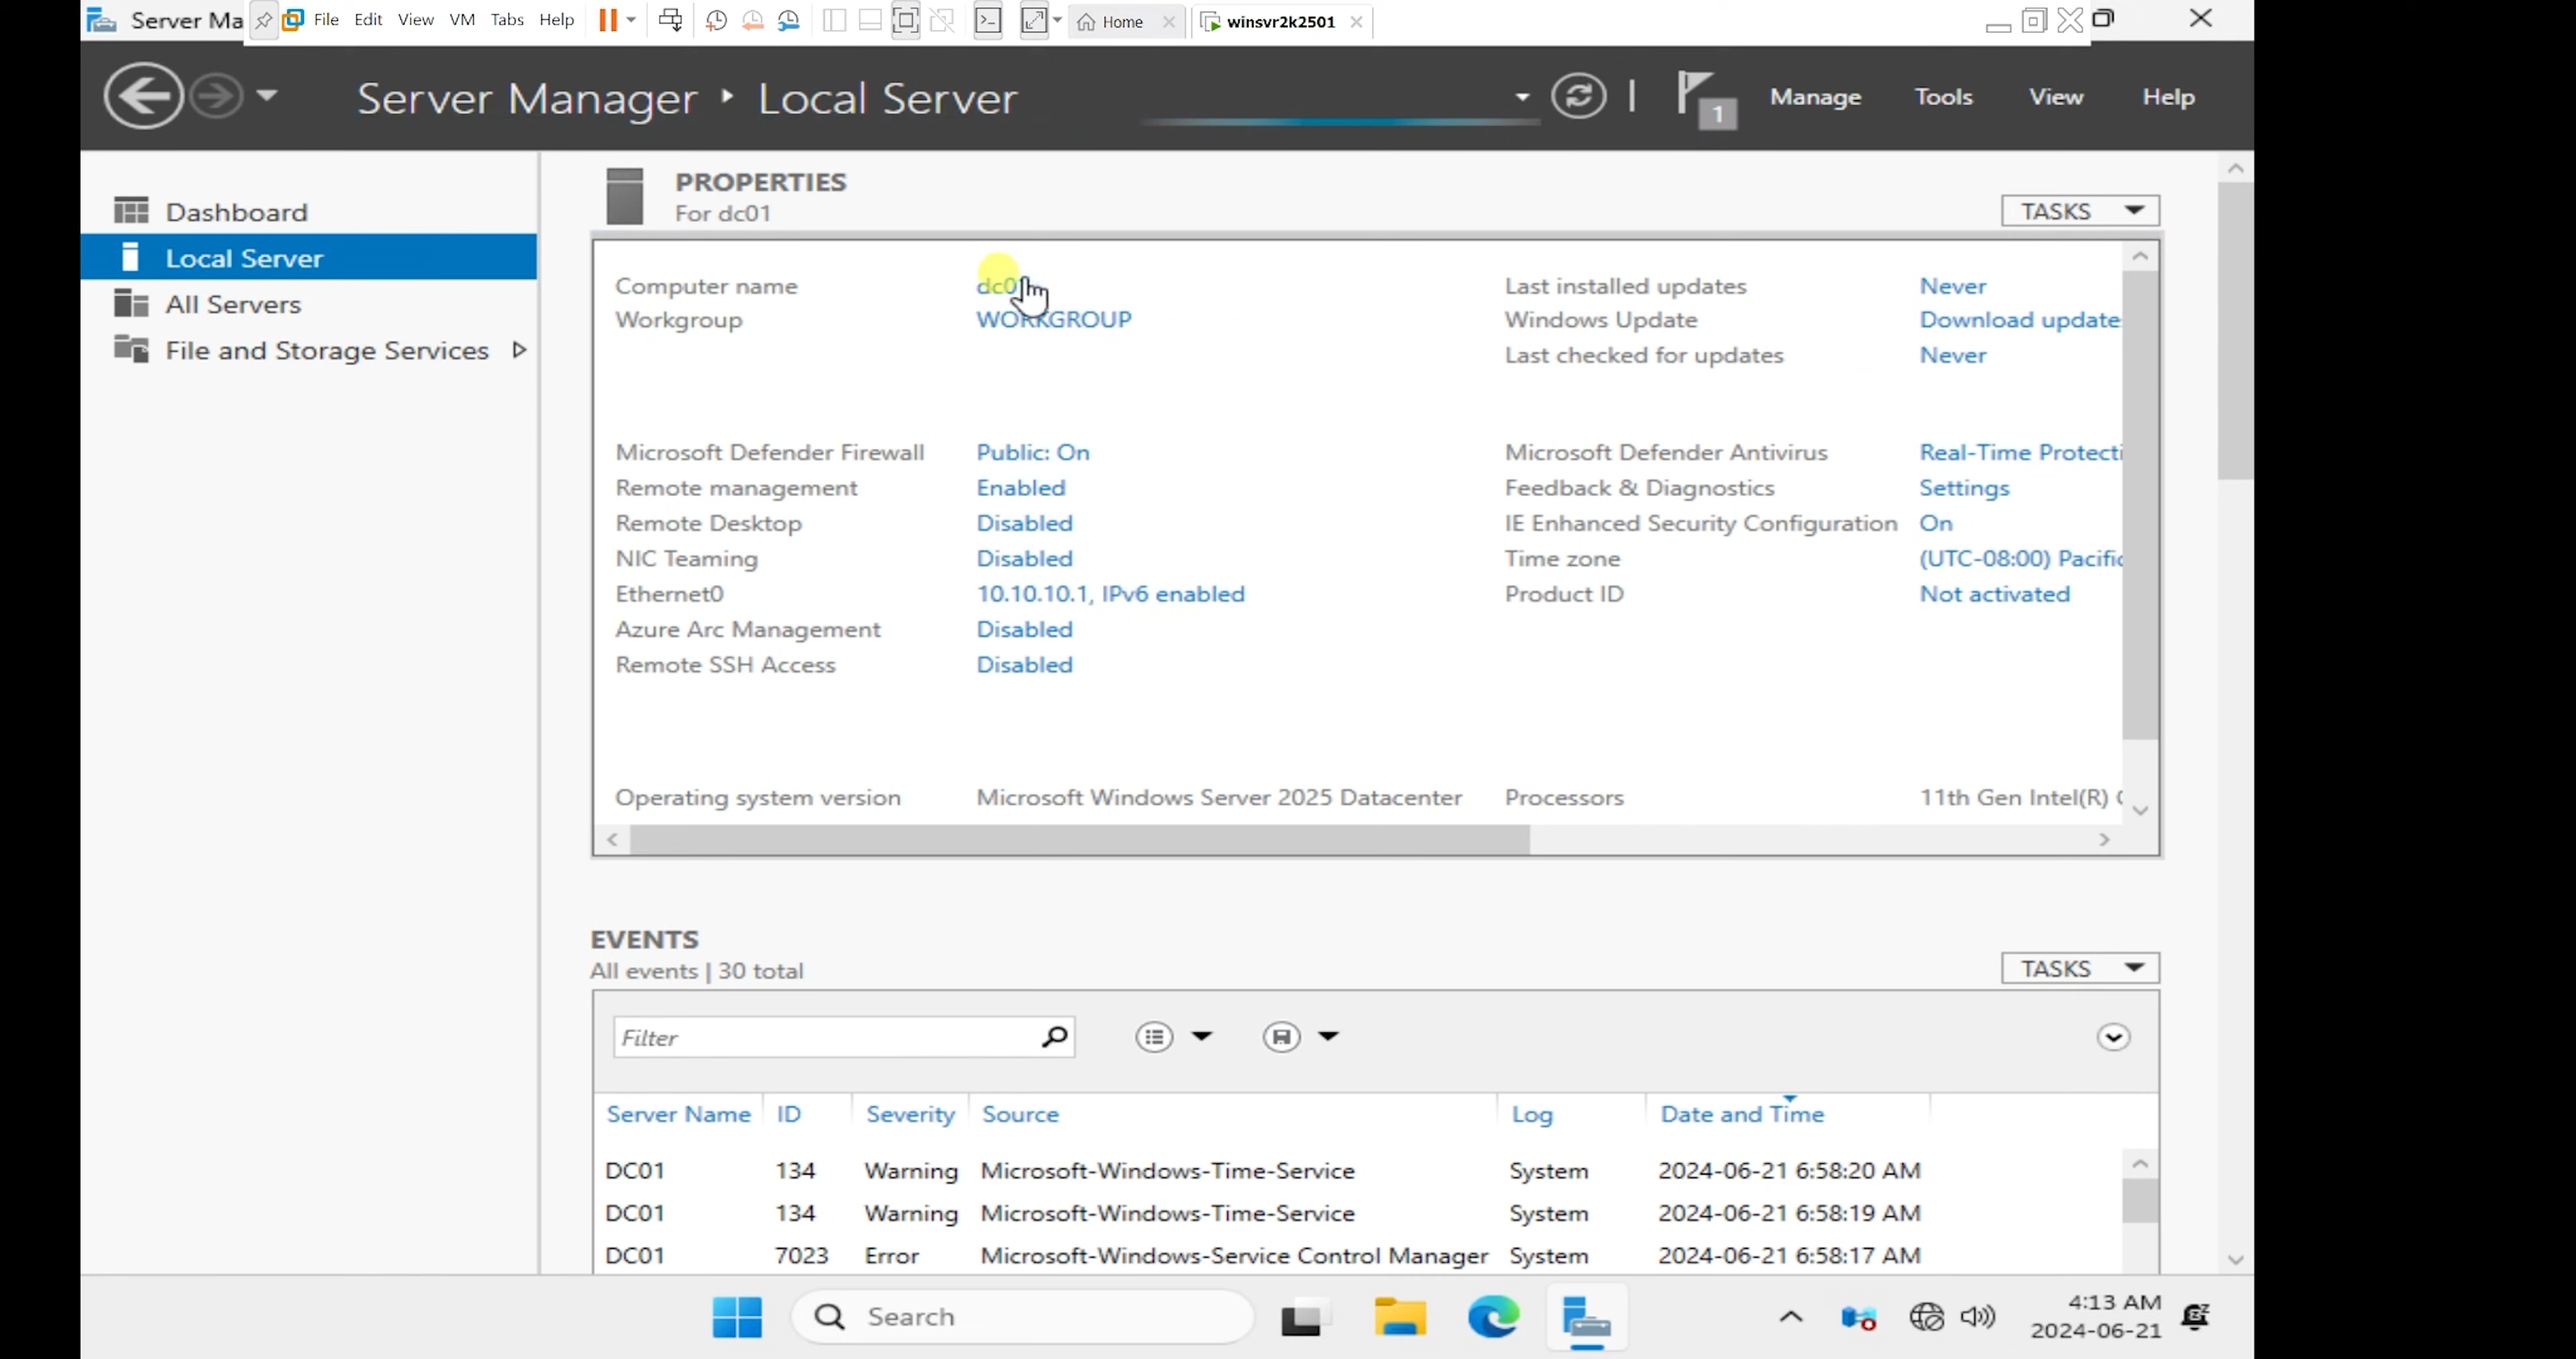 Server Ma
File Edit View VM Tabs Help
Home
winsvr2k2501
Server Manager ‣ Local Server
1
Manage Tools View Help
Dashboard
Local Server
All Servers
File and Storage Services
PROPERTIES
For dc01
TASKS
Computer name
Last installed updates Never
Workgroup WORKGROUP Windows Update Download update
Last checked for updates Never
Microsoft Defender Firewall Public: On Microsoft Defender Antivirus Real-Time Protecti
Remote management Enabled Feedback & Diagnostics Settings
Remote Desktop Disabled IE Enhanced Security Configuration On
NIC Teaming Disabled Time zone (UTC-08:00) Pacific
Ethernet0 10.10.10.1, IPv6 enabled Product ID Not activated
Azure Arc Management Disabled
Remote SSH Access Disabled
Operating system version Microsoft Windows Server 2025 Datacenter Processors 11th Gen Intel(R)
EVENTS
All events | 30 total
TASKS
Filter
Server Name ID Severity Source Log Date and Time
DC01 134 Warning Microsoft-Windows-Time-Service System 2024-06-21 6:58:20 AM
DC01 134 Warning Microsoft-Windows-Time-Service System 2024-06-21 6:58:19 AM
DC01 7023 Error Microsoft-Windows-Service Control Manager System 2024-06-21 6:58:17 AM
Search
4:13 AM
2024-06-21